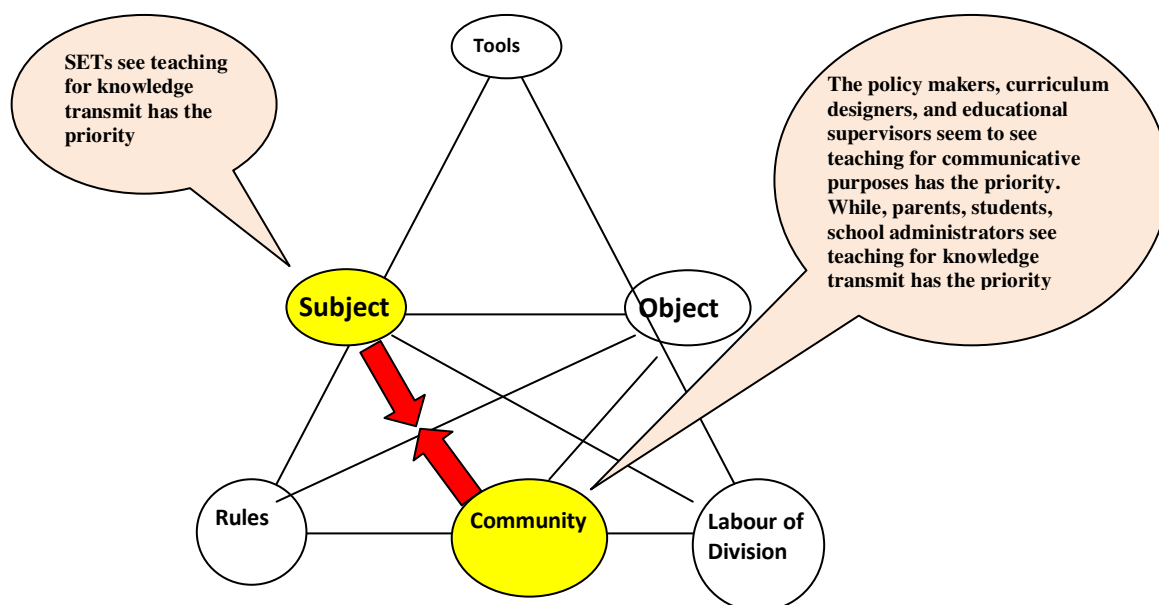 Tools
SETs see teaching
for knowledge
transmit has the
priority
The policy makers, curriculum
designers, and educational
supervisors seem to see
teaching for communicative
purposes has the priority.
While, parents, students,
school administrators see
teaching for knowledge
transmit has the priority
Subject
Object
Rules
Community
Labour of
Division